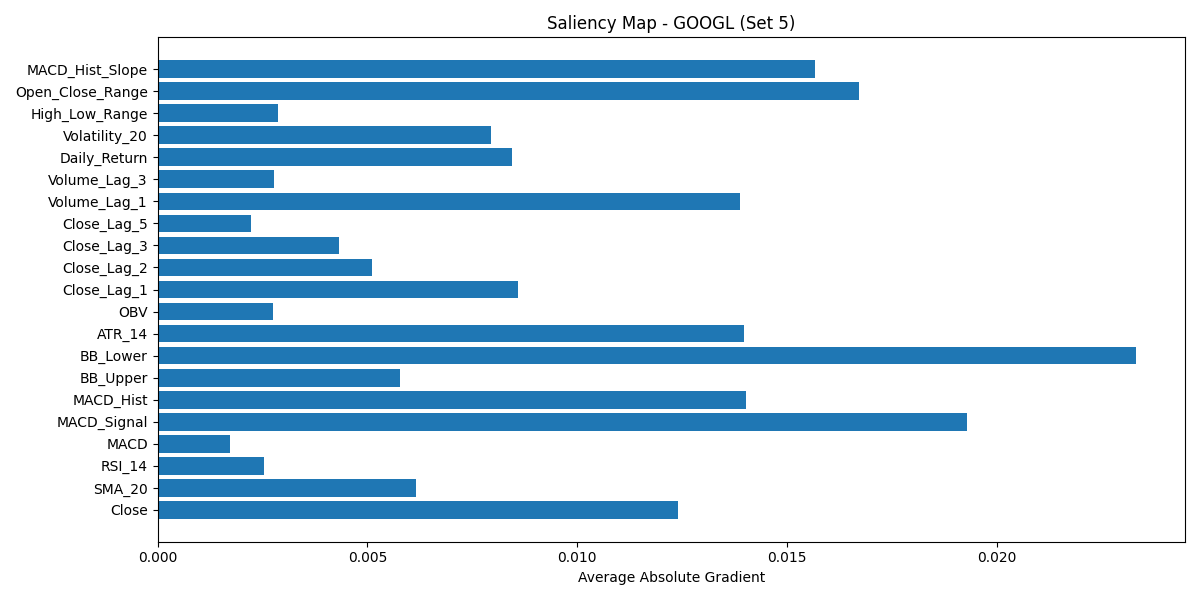 Saliency Map - GOOGL (Set 5)
MACD_Hist_Slope
Open_Close_Range
High_Low_Range
Volatility_20
Daily_Return
Volume_Lag_3
Volume_Lag_1
Close_Lag_5
Close_Lag_3
Close_Lag_2
Close_Lag_1
OBV
ATR_14
BB_Lower
BB_Upper
MACD_Hist
MACD_Signal
MACD
RSI_14
SMA_20
Close
0.000 0.005 0.010 0.015 0.020
Average Absolute Gradient